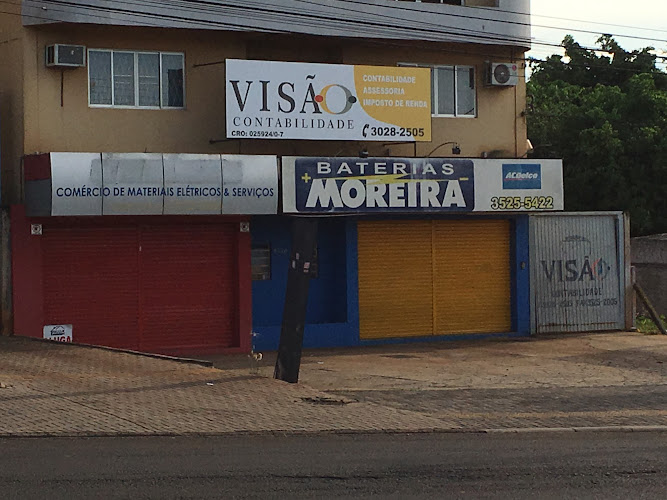 VISÃO
CONTABILIDADE
CRC: 025924/0-7
CONTABILIDADE
ASSESSORIA
IMPOSTO DE RENDA
3028-2505
COMÉRCIO DE MATERIAIS ELÉTRICOS & SERVIÇOS
+ BATERIAS –
MOREIRA
ACDelco
3525-5422
VISÃO
CONTABILIDADE